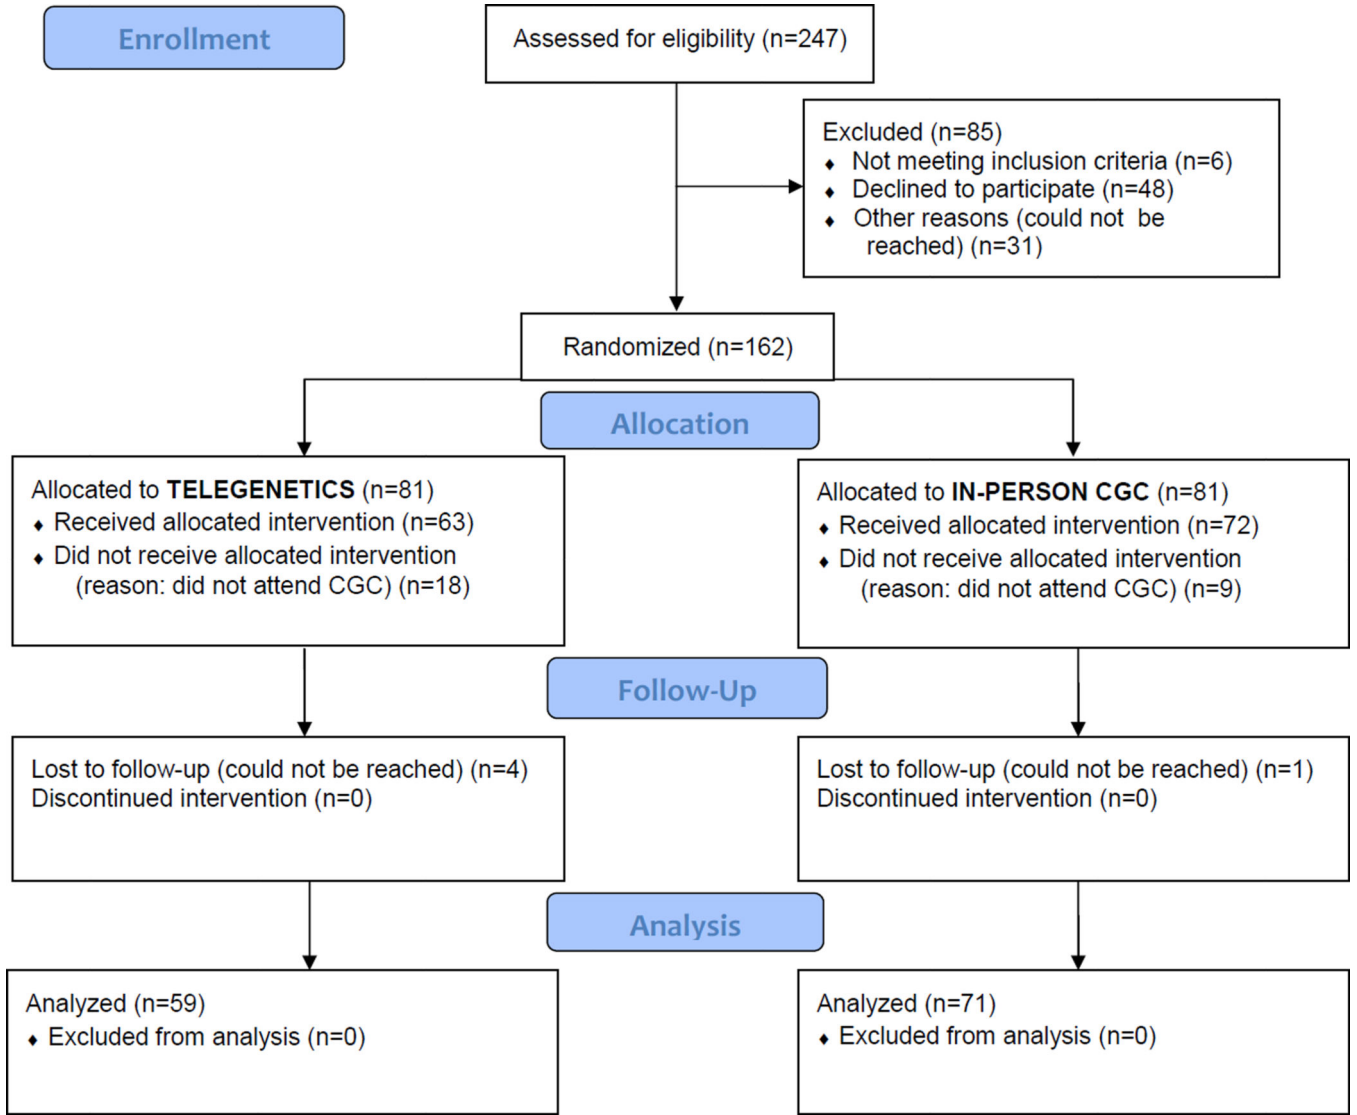 Enrollment
Assessed for eligibility (n=247)
Excluded (n=85)
♦ Not meeting inclusion criteria (n=6)
♦ Declined to participate (n=48)
♦ Other reasons (could not be
reached) (n=31)
Randomized (n=162)
Allocation
Allocated to TELEGENETICS (n=81)
♦ Received allocated intervention (n=63)
♦ Did not receive allocated intervention
(reason: did not attend CGC) (n=18)
Allocated to IN-PERSON CGC (n=81)
♦ Received allocated intervention (n=72)
♦ Did not receive allocated intervention
(reason: did not attend CGC) (n=9)
Follow-Up
Lost to follow-up (could not be reached) (n=4)
Discontinued intervention (n=0)
Lost to follow-up (could not be reached) (n=1)
Discontinued intervention (n=0)
Analysis
Analyzed (n=59)
♦ Excluded from analysis (n=0)
Analyzed (n=71)
♦ Excluded from analysis (n=0)